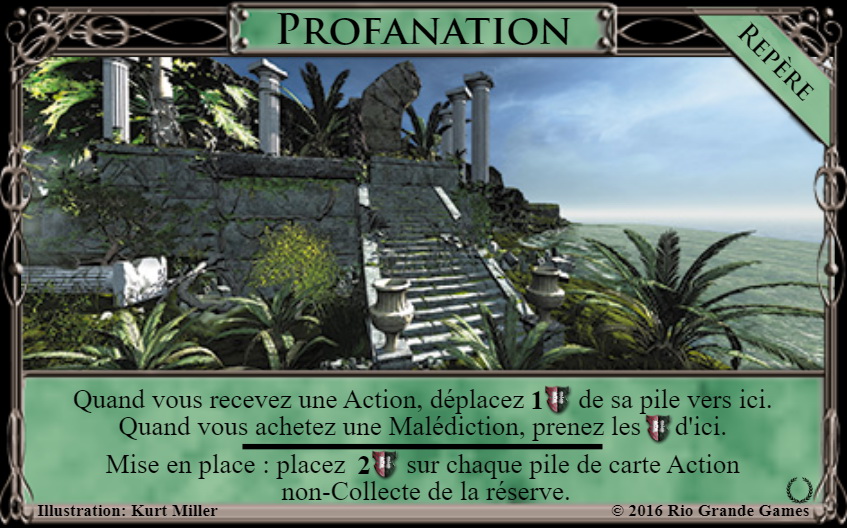 PROFANATION
REPÈRE
Quand vous recevez une Action, déplacez 1 de sa pile vers ici.
Quand vous achetez une Malédiction, prenez les d'ici.
Mise en place : placez 2 sur chaque pile de carte Action
non-Collecte de la réserve.
Illustration: Kurt Miller © 2016 Rio Grande Games